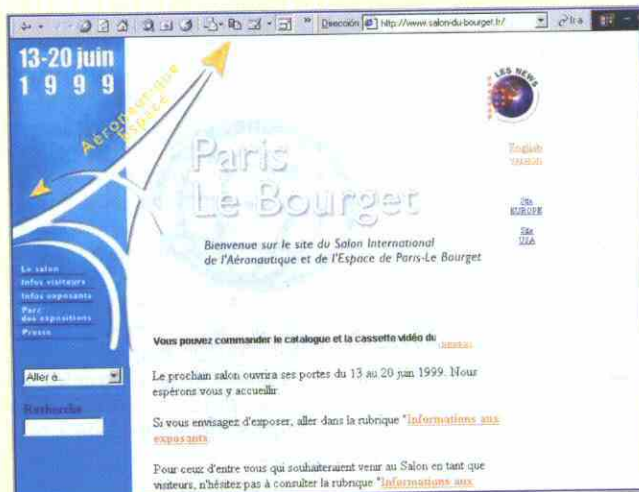 Dirección http://www.salon-du-bourget.fr/ Ir a
13-20 juin
1999
Aéronautique
Espace
LES NEWS
Paris
Le Bourget
English
version
Site
EUROPE
Site
USA
Bienvenue sur le site du Salon International
de l'Aéronautique et de l'Espace de Paris-Le Bourget
Le salon
Infos visiteurs
Infos exposants
Parc
des expositions
Presse
Aller à...
Recherche
Vous pouvez commander le catalogue et la cassette vidéo du
Le prochain salon ouvrira ses portes du 13 au 20 juin 1999. Nous
espérons vous y accueillir.
Si vous envisagez d'exposer, aller dans la rubrique "Informations aux
exposants.
Pour ceux d'entre vous qui souhaiteraient venir au Salon en tant que
visiteurs, n'hésitez pas à consulter la rubrique "Informations aux